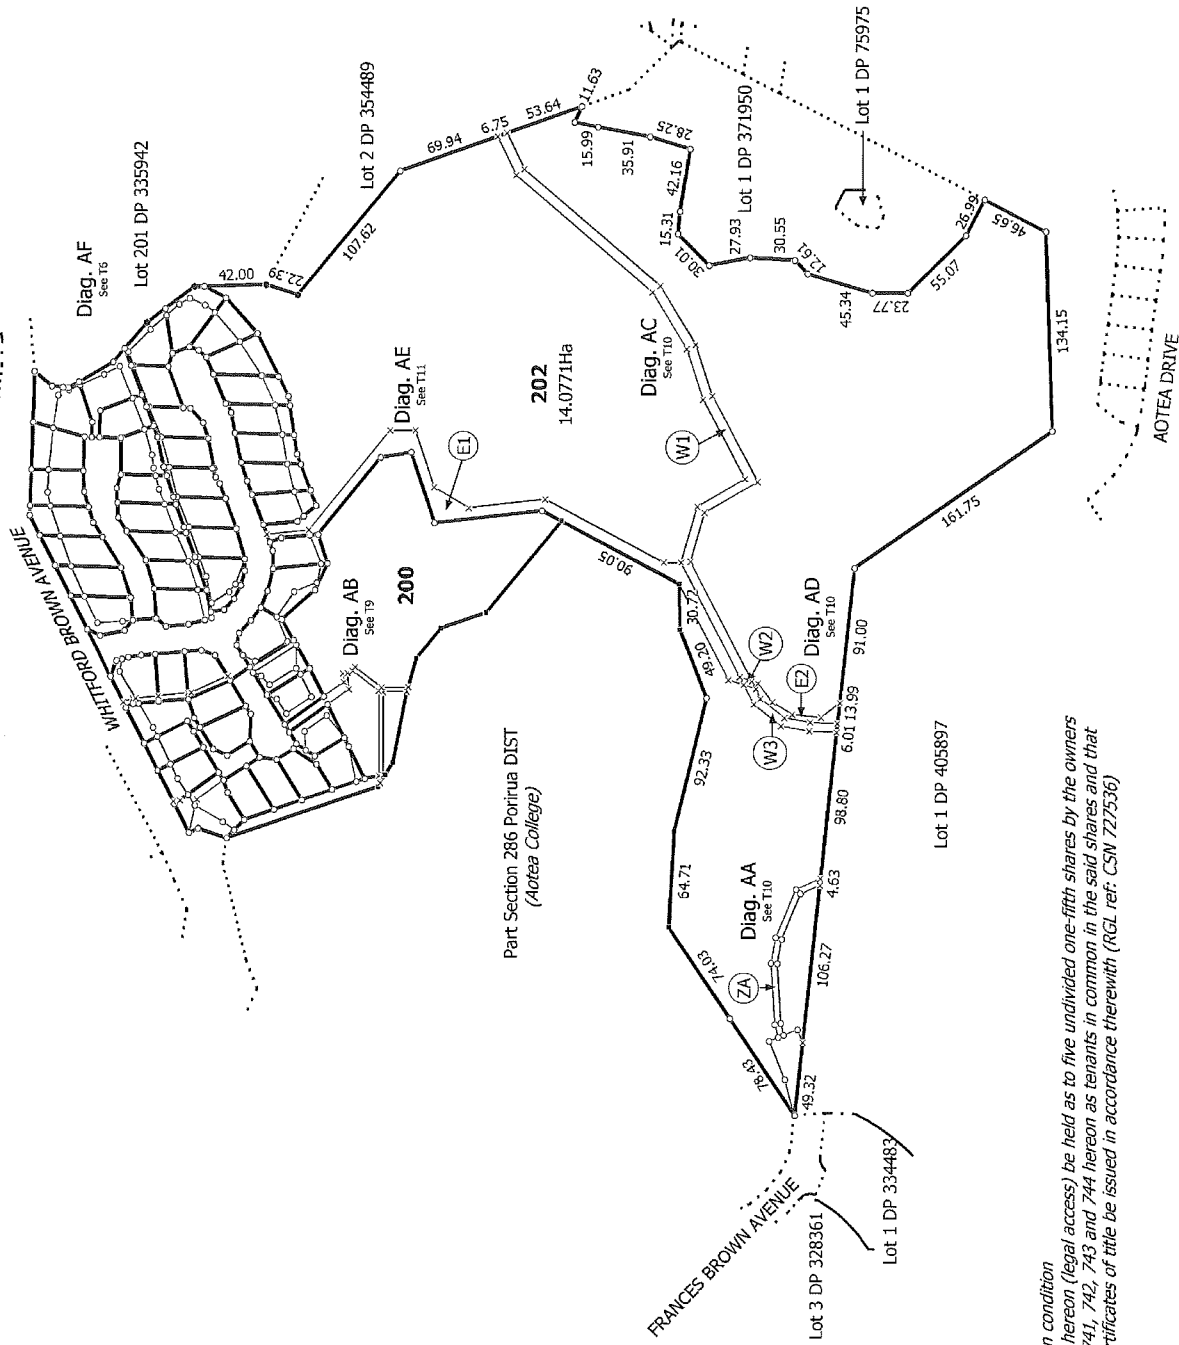 Diag. AF
See T6
Lot 201 DP 335942
WHITFORD BROWN AVENUE
42.00
22.39
107.62
Lot 2 DP 354489
69.94
6.75
53.64
11.63
Diag. AE
See T11
E1
Diag. AB
See T9
200
202
14.0771Ha
15.99
35.91
28.25
42.16
15.31
30.01
27.93
30.55
12.61
45.34
23.77
55.07
26.99
46.65
Lot 1 DP 371950
Lot 1 DP 75975
Diag. AC
See T10
W1
90.05
30.72
49.20
92.33
64.71
74.03
78.43
49.32
W2
Diag. AD
See T10
E2
W3
134.15
161.75
91.00
13.99
6.01
98.80
4.63
106.27
Part Section 286 Porirua DIST
(Aotea College)
Diag. AA
See T10
ZA
AOTEA DRIVE
Lot 1 DP 405897
FRANCES BROWN AVENUE
Lot 3 DP 328361
Lot 1 DP 334483
n condition
hereon (legal access) be held as to five undivided one-fifth shares by the owners
741, 742, 743 and 744 hereon as tenants in common in the said shares and that
rtificates of title be issued in accordance therewith (RGL ref: CSN 727536)